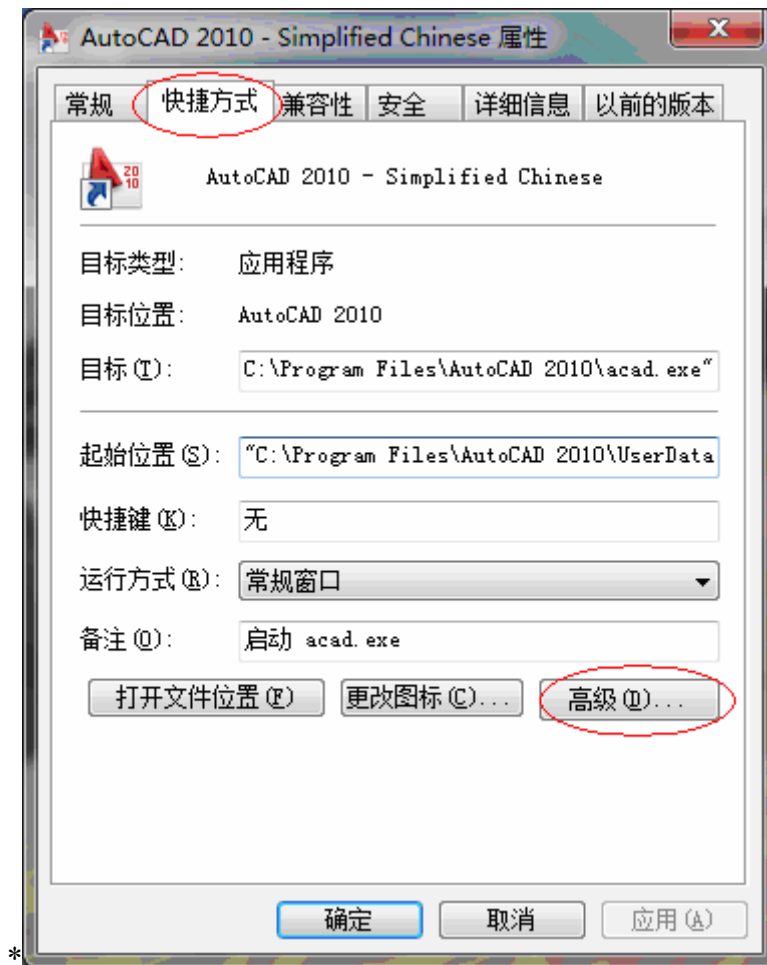 AutoCAD 2010 - Simplified Chinese 属性
常规 快捷方式 兼容性 安全 详细信息 以前的版本
20
10
AutoCAD 2010 - Simplified Chinese
目标类型: 应用程序
目标位置: AutoCAD 2010
目标(T): C:\Program Files\AutoCAD 2010\acad.exe"
起始位置(S): "C:\Program Files\AutoCAD 2010\UserData
快捷键(K): 无
运行方式(R): 常规窗口
备注(O): 启动 acad.exe
打开文件位置(F) 更改图标(C)... 高级(D)...
确定 取消 应用(A)
*